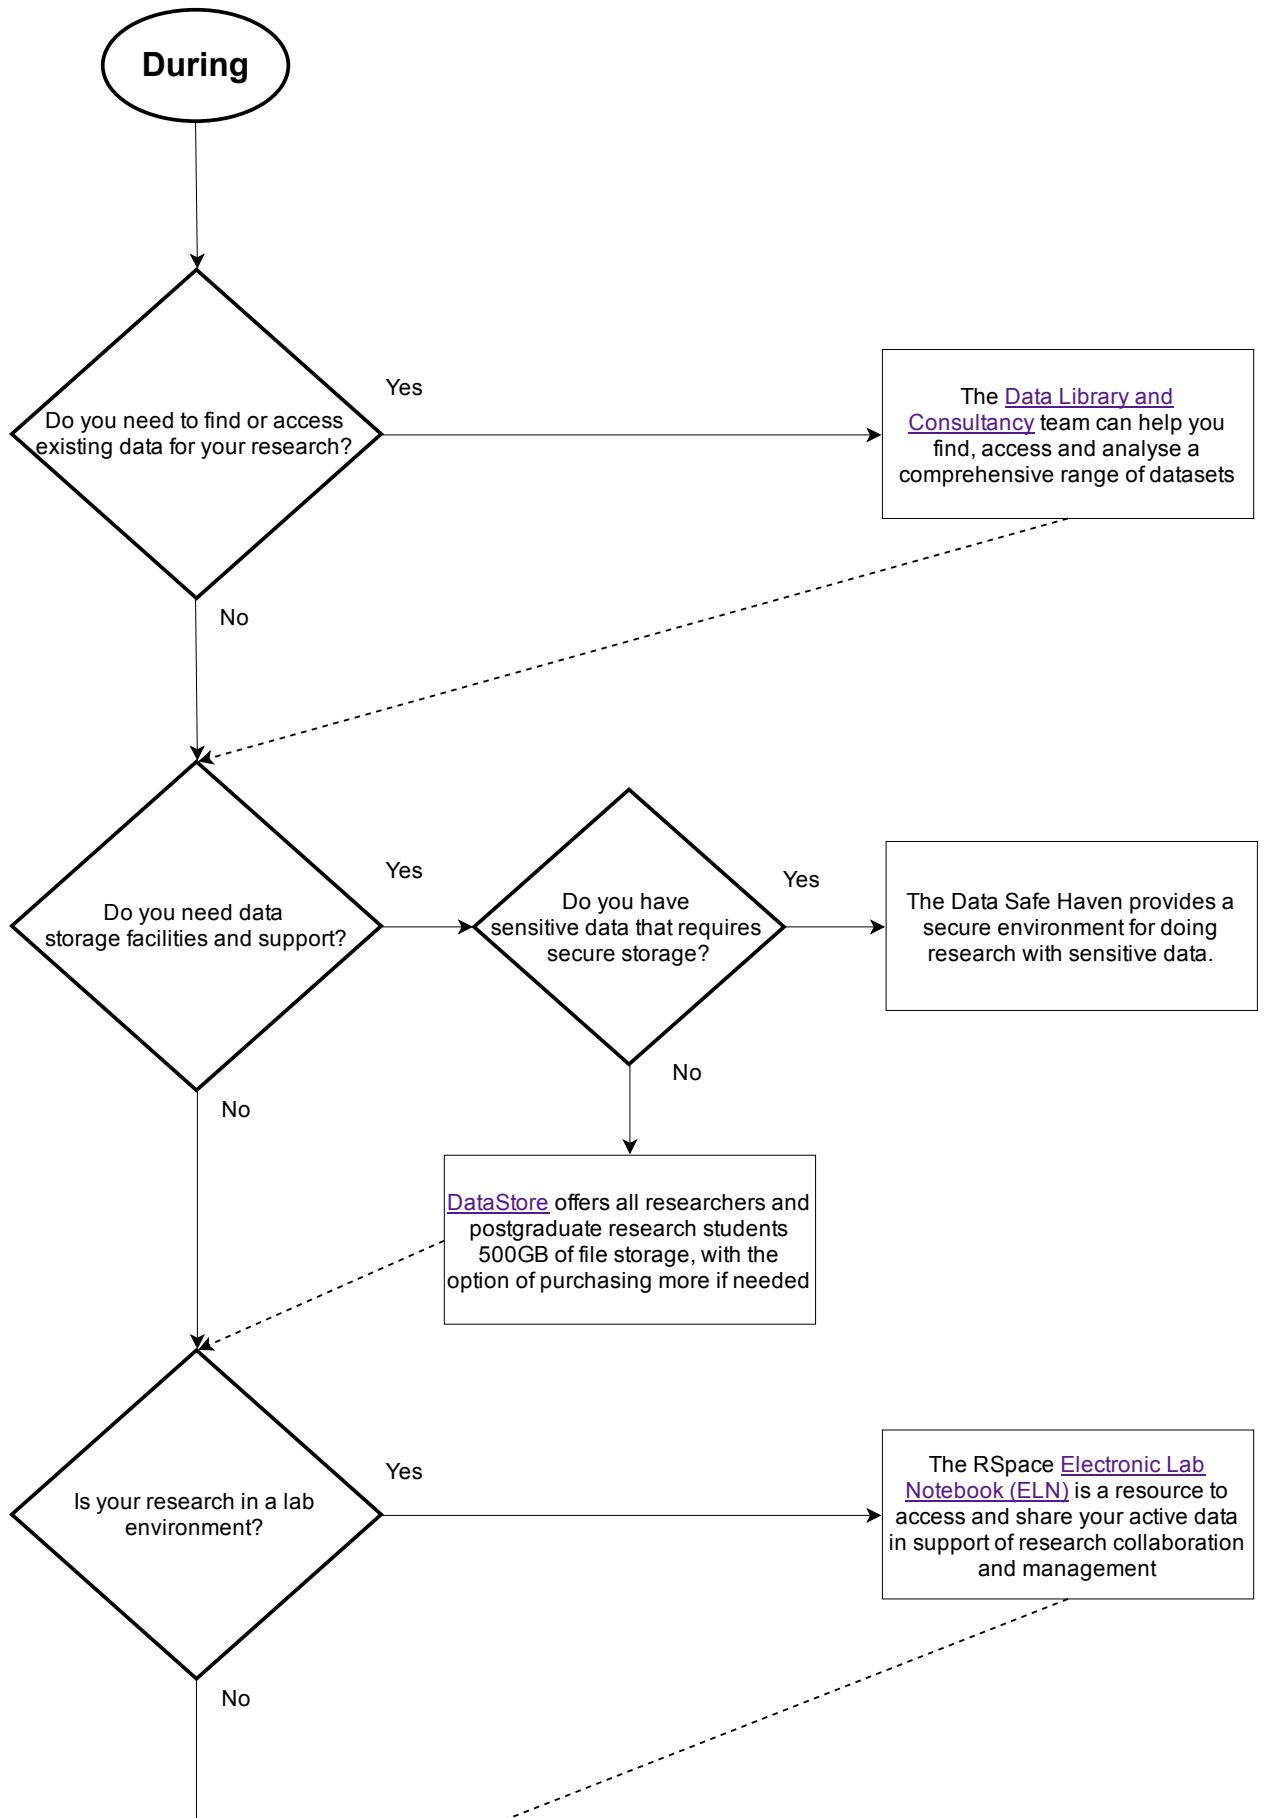 During
Yes
Do you need to find or access
existing data for your research?
The Data Library and
Consultancy team can help you
find, access and analyse a
comprehensive range of datasets
No
Yes
Do you need data
storage facilities and support?
Do you have
sensitive data that requires
secure storage?
Yes
The Data Safe Haven provides a
secure environment for doing
research with sensitive data.
No
No
DataStore offers all researchers and
postgraduate research students
500GB of file storage, with the
option of purchasing more if needed
Yes
Is your research in a lab
environment?
The RSpace Electronic Lab
Notebook (ELN) is a resource to
access and share your active data
in support of research collaboration
and management
No